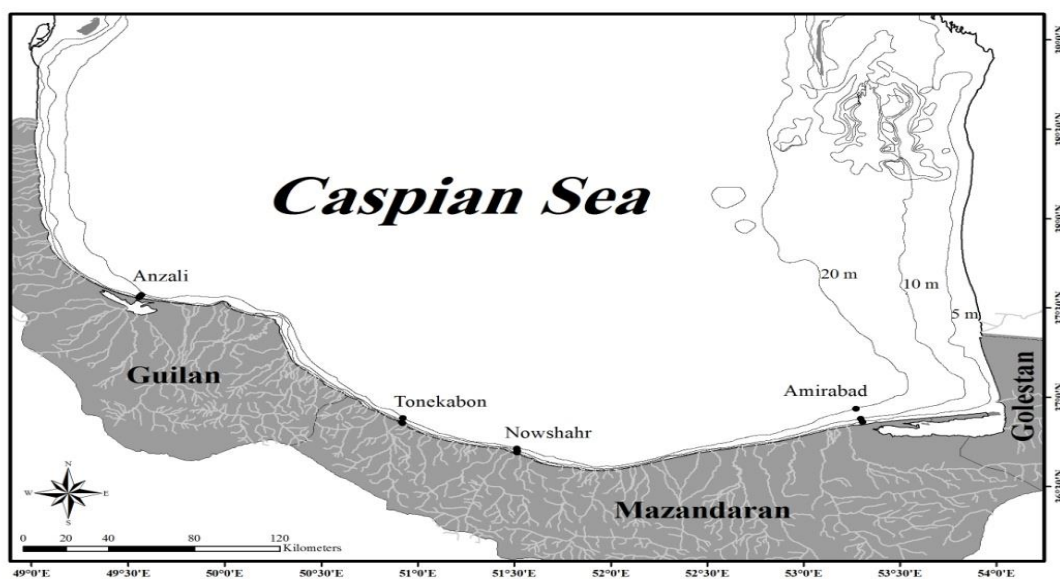 Caspian Sea
Anzali
20 m
10 m
5 m
Guilan
Tonekabon
Amirabad
Nowshahr
Golestan
Mazandaran
N
W
E
S
0 20 40 80 120
Kilometers
49°0'E 49°30'E 50°0'E 50°30'E 51°0'E 51°30'E 52°0'E 52°30'E 53°0'E 53°30'E 54°0'E